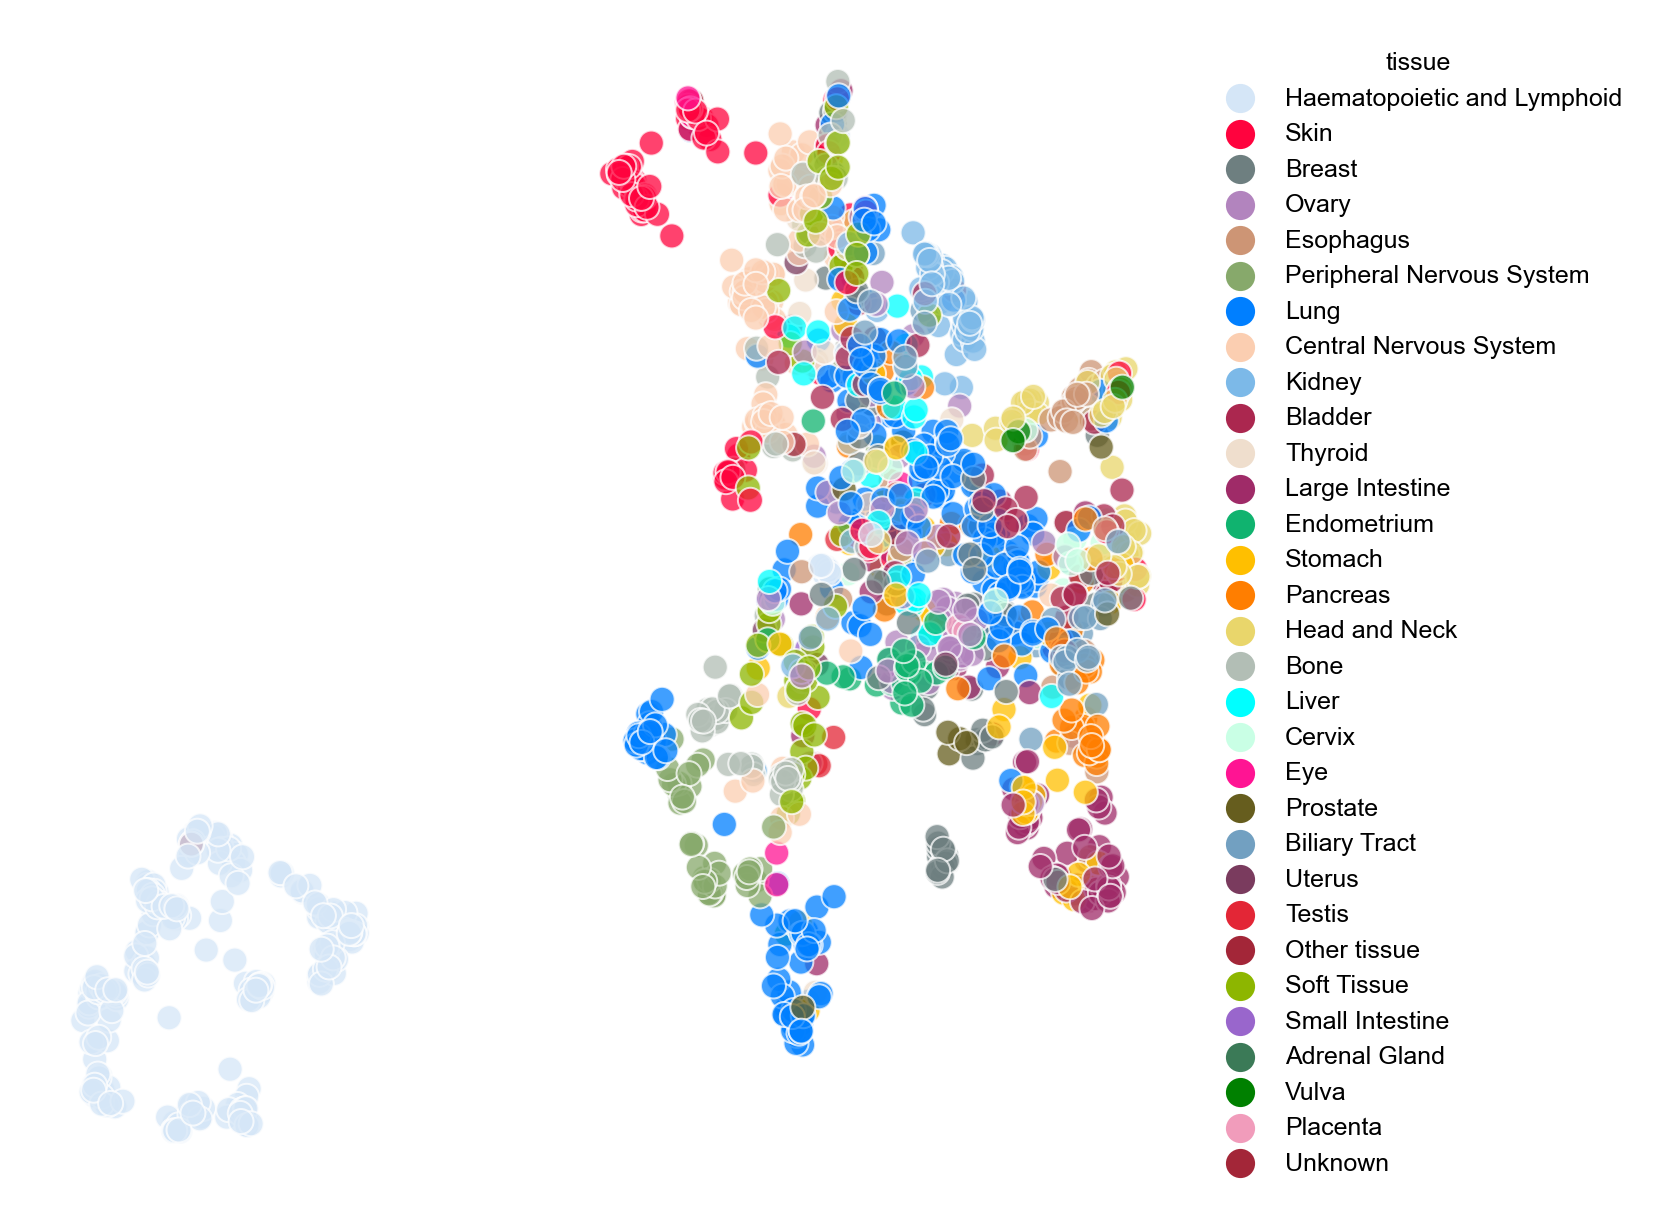 tissue
Haematopoietic and Lymphoid
Skin
Breast
Ovary
Esophagus
Peripheral Nervous System
Lung
Central Nervous System
Kidney
Bladder
Thyroid
Large Intestine
Endometrium
Stomach
Pancreas
Head and Neck
Bone
Liver
Cervix
Eye
Prostate
Biliary Tract
Uterus
Testis
Other tissue
Soft Tissue
Small Intestine
Adrenal Gland
Vulva
Placenta
Unknown